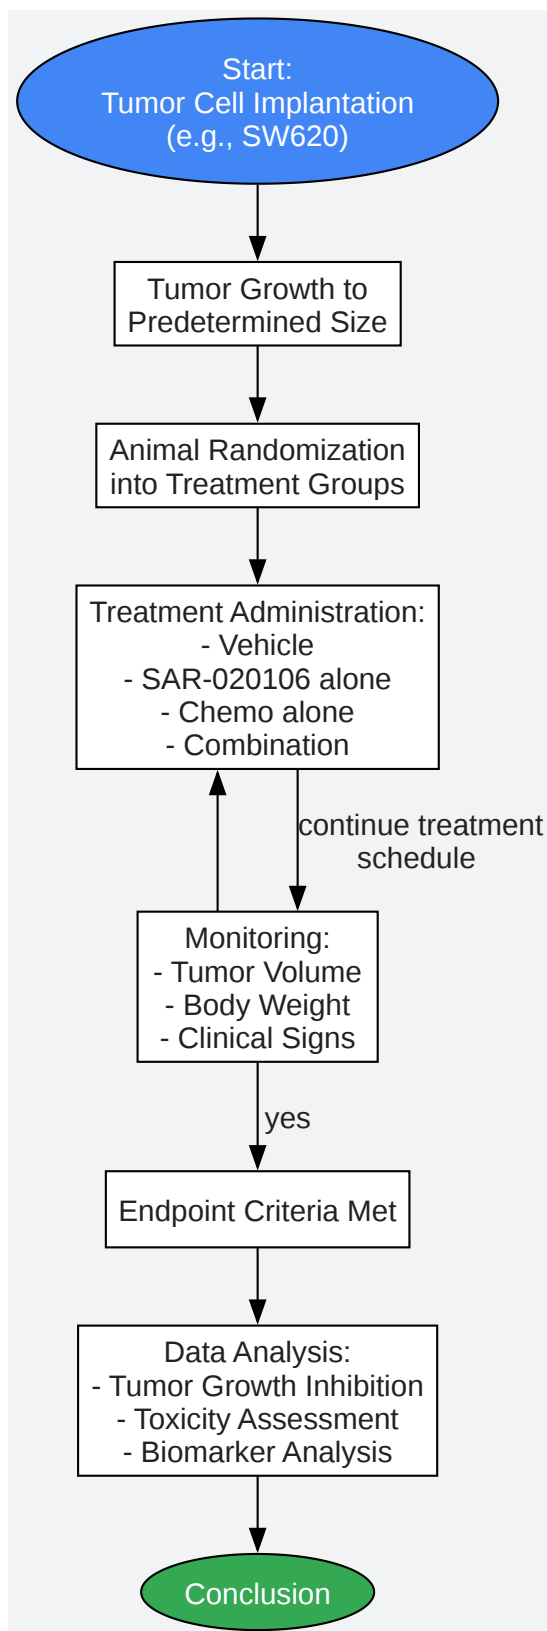 Start:
Tumor Cell Implantation
(e.g., SW620)
Tumor Growth to
Predetermined Size
Animal Randomization
into Treatment Groups
Treatment Administration:
- Vehicle
- SAR-020106 alone
- Chemo alone
- Combination
continue treatment
schedule
Monitoring:
- Tumor Volume
- Body Weight
- Clinical Signs
yes
Endpoint Criteria Met
Data Analysis:
- Tumor Growth Inhibition
- Toxicity Assessment
- Biomarker Analysis
Conclusion